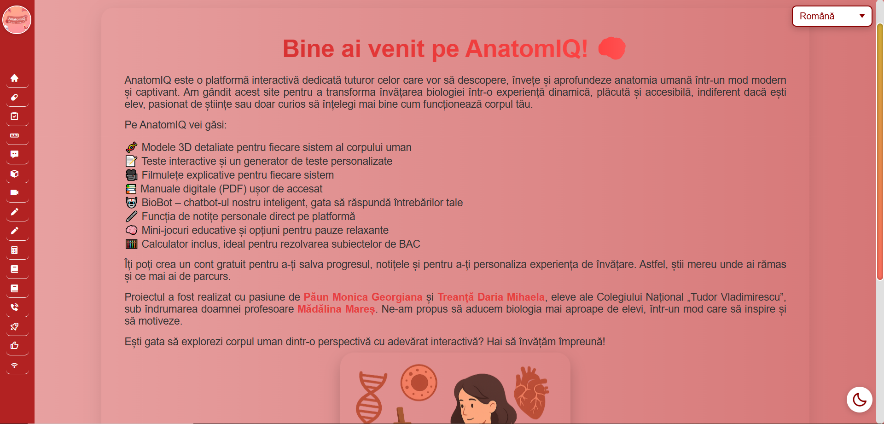 Română
Bine ai venit pe AnatomIQ! 🧠
AnatomIQ este o platformă interactivă dedicată tuturor celor care vor să descopere, învețe și aprofundeze anatomia umană într-un mod modern
și captivant. Am gândit acest site pentru a transforma învățarea biologiei într-o experiență dinamică, plăcută și accesibilă, indiferent dacă ești
elev, pasionat de științe sau doar curios să înțelegi mai bine cum funcționează corpul tău.
Pe AnatomIQ vei găsi:
🧬 Modele 3D detaliate pentru fiecare sistem al corpului uman
📝 Teste interactive și un generator de teste personalizate
🎥 Filmulețe explicative pentru fiecare sistem
📚 Manuale digitale (PDF) ușor de accesat
🤖 BioBot – chatbot-ul nostru inteligent, gata să răspundă întrebărilor tale
🖊 Funcția de notițe personale direct pe platformă
🧠 Mini-jocuri educative și opțiuni pentru pauze relaxante
🧮 Calculator inclus, ideal pentru rezolvarea subiectelor de BAC
Îți poți crea un cont gratuit pentru a-ți salva progresul, notițele și pentru a-ți personaliza experiența de învățare. Astfel, știi mereu unde ai rămas
și ce mai ai de parcurs.
Proiectul a fost realizat cu pasiune de Păun Monica Georgiana și Treanță Daria Mihaela, eleve ale Colegiului Național „Tudor Vladimirescu”,
sub îndrumarea doamnei profesoare Mădălina Mareș. Ne-am propus să aducem biologia mai aproape de elevi, într-un mod care să inspire și
să motiveze.
Ești gata să explorezi corpul uman dintr-o perspectivă cu adevărat interactivă? Hai să învățăm împreună!